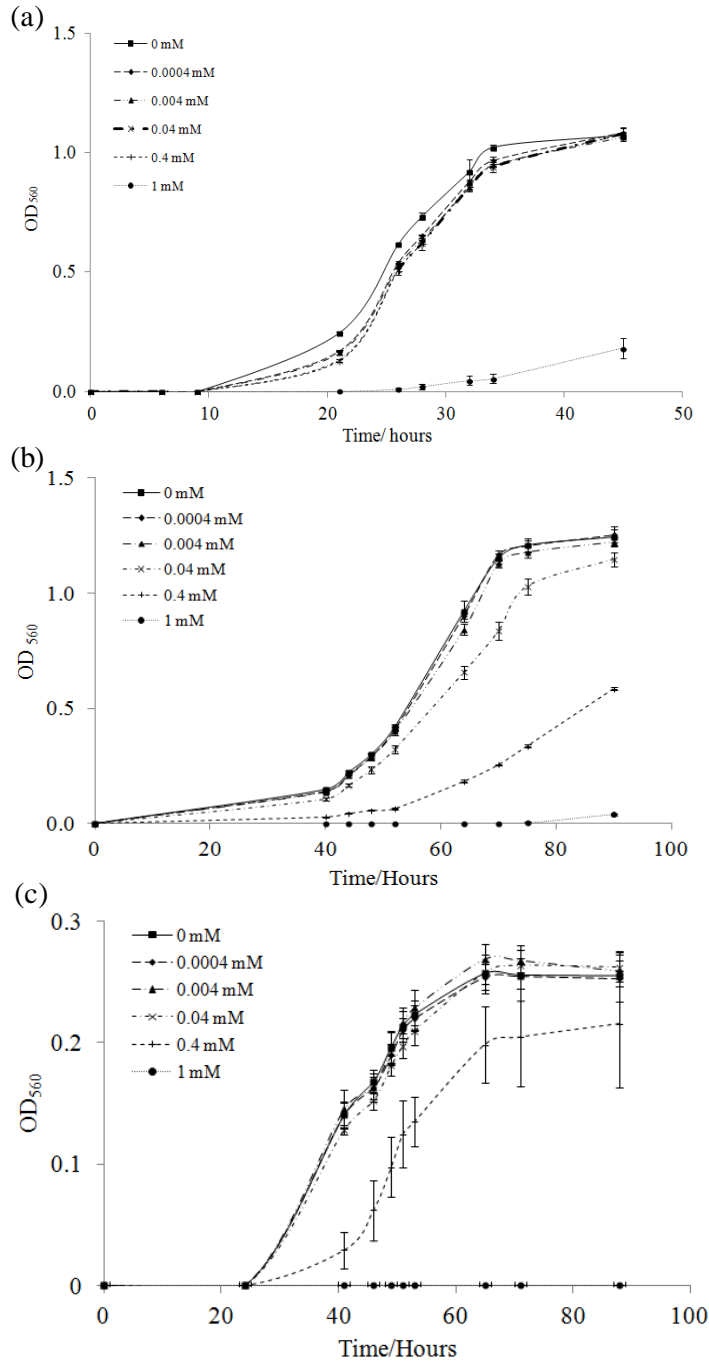 (a)
1.5
1.0
0.5
0.0
OD560
0 mM
0.0004 mM
0.004 mM
0.04 mM
0.4 mM
1 mM
0
10
20
30
40
50
Time/ hours
(b)
1.5
1.0
0.5
0.0
OD 560
0 mM
0.0004 mM
0.004 mM
0.04 mM
0.4 mM
1 mM
0
20
40
60
80
100
Time/Hours
(c)
0.3
0.2
0.1
0
OD560
0 mM
0.0004 mM
0.004 mM
0.04 mM
0.4 mM
1 mM
0
20
40
60
80
100
Time/Hours